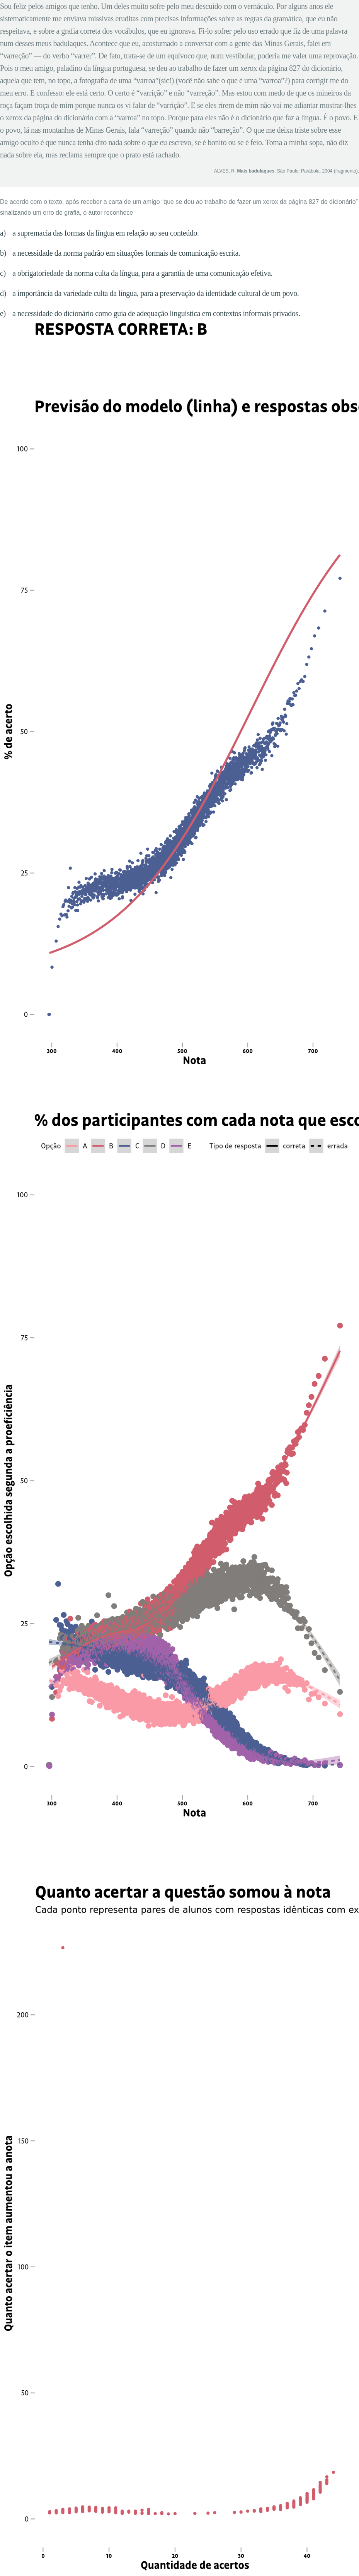 Sou feliz pelos amigos que tenho. Um deles muito sofre pelo meu descuido com o vernáculo. Por alguns anos ele
sistematicamente me enviava missivas eruditas com precisas informações sobre as regras da gramática, que eu não
respeitava, e sobre a grafia correta dos vocábulos, que eu ignorava. Fi-lo sofrer pelo uso errado que fiz de uma palavra
num desses meus badulaques. Acontece que eu, acostumado a conversar com a gente das Minas Gerais, falei em
“varreção” — do verbo “varrer”. De fato, trata-se de um equívoco que, num vestibular, poderia me valer uma reprovação.
Pois o meu amigo, paladino da língua portuguesa, se deu ao trabalho de fazer um xerox da página 827 do dicionário,
aquela que tem, no topo, a fotografia de uma “varroa”(sic!) (você não sabe o que é uma “varroa”?) para corrigir do
meu erro. E confesso: ele está certo. O certo é “varrição” e não “varreção”. Mas estou com medo de que os mineiros da
roça façam troça de mim porque nunca os vi falar de “varrição”. E se eles rirem de mim não vai me adiantar mostrar-lhes
o xerox da página do dicionário com a “varroa” no topo. Porque para eles não é o dicionário que faz a língua. É o povo. E
o povo, lá nas montanhas de Minas Gerais, fala “varreção” quando não “barreção”. O que me deixa triste sobre esse
amigo oculto é que nunca tenha dito nada sobre o que eu escrevo, se é bonito ou se é feio. Toma a minha sopa, não diz
nada sobre ela, mas reclama sempre que o prato está rachado.
ALVES, R. Mais badulaques. São Paulo: Parábola, 2004 (fragmento).
De acordo com o texto, após receber a carta de um amigo “que se deu ao trabalho de fazer um xerox da página 827 do dicionário”
sinalizando um erro de grafia, o autor reconhece
a) a supremacia das formas da língua em relação ao seu conteúdo.
b) a necessidade da norma padrão em situações formais de comunicação escrita.
c) a obrigatoriedade da norma culta da língua, para a garantia de uma comunicação efetiva.
d) a importância da variedade culta da língua, para a preservação da identidade cultural de um povo.
e) a necessidade do dicionário como guia de adequação linguística em contextos informais privados.
RESPOSTA CORRETA: B
Previsão do modelo (linha) e respostas obs
100
75
50
25
0
% de acerto
300 400 500 600 700
Nota
% dos participantes com cada nota que esco
Opção A B C D E Tipo de resposta correta errada
100
75
50
25
0
Opção escolhida segunda a proeficiência
300 400 500 600 700
Nota
Quanto acertar a questão somou à nota
Cada ponto representa pares de alunos com respostas idênticas com ex
200
150
100
50
0
Quanto acertar o item aumentou a anota
0 10 20 30 40
Quantidade de acertos